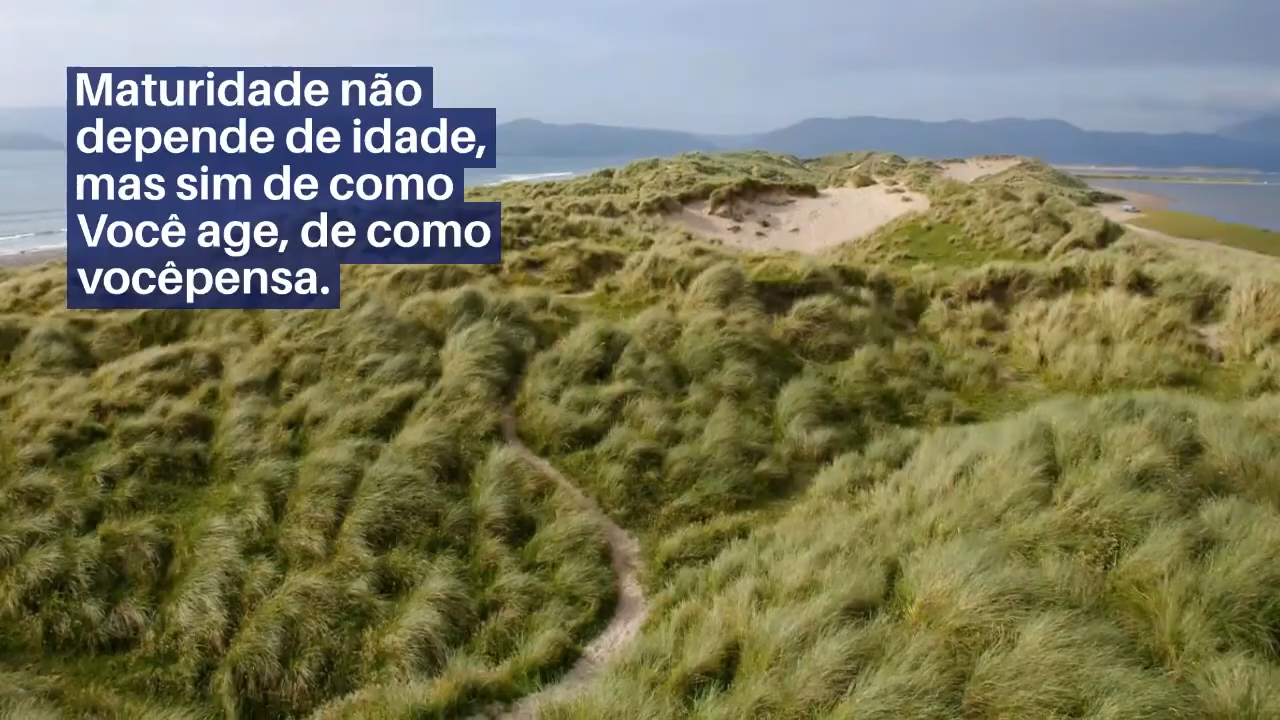 Maturidade não
depende de idade,
mas sim de como
Você age, de como
vocêpensa.